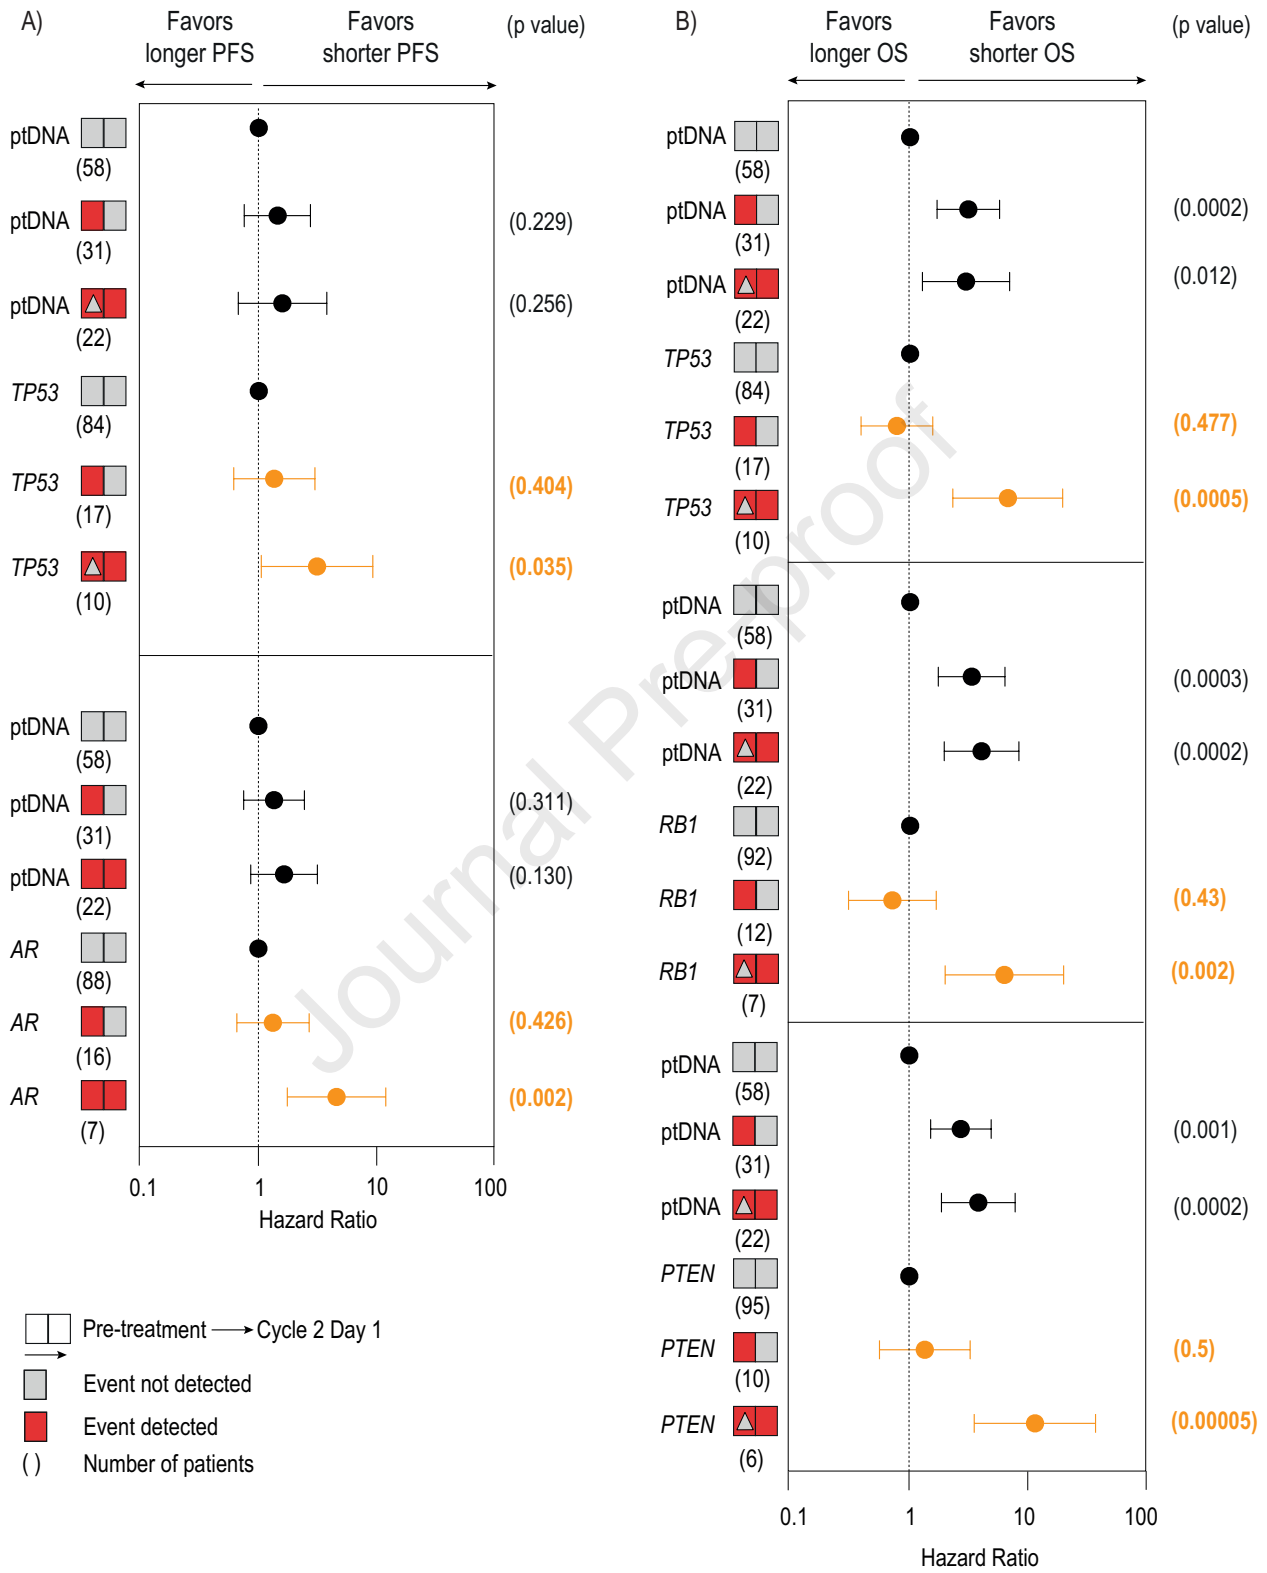 A)
Favors
longer PFS
Favors
shorter PFS
(p value)
ptDNA
(58)
ptDNA
(31)
(0.229)
ptDNA
(22)
(0.256)
TP53
(84)
TP53
(17)
(0.404)
TP53
(10)
(0.035)
ptDNA
(58)
ptDNA
(31)
(0.311)
ptDNA
(22)
(0.130)
AR
(88)
AR
(16)
(0.426)
AR
(7)
(0.002)
0.1 1 10 100
Hazard Ratio
Pre-treatment → Cycle 2 Day 1
Event not detected
Event detected
( ) Number of patients
B)
Favors
longer OS
Favors
shorter OS
(p value)
ptDNA
(58)
ptDNA
(31)
(0.0002)
ptDNA
(22)
(0.012)
TP53
(84)
TP53
(17)
(0.477)
TP53
(10)
(0.0005)
ptDNA
(58)
ptDNA
(31)
(0.0003)
ptDNA
(22)
(0.0002)
RB1
(92)
RB1
(12)
(0.43)
RB1
(7)
(0.002)
ptDNA
(58)
ptDNA
(31)
(0.001)
ptDNA
(22)
(0.0002)
PTEN
(95)
PTEN
(10)
(0.5)
PTEN
(6)
(0.00005)
0.1 1 10 100
Hazard Ratio
Journal Pre-proof